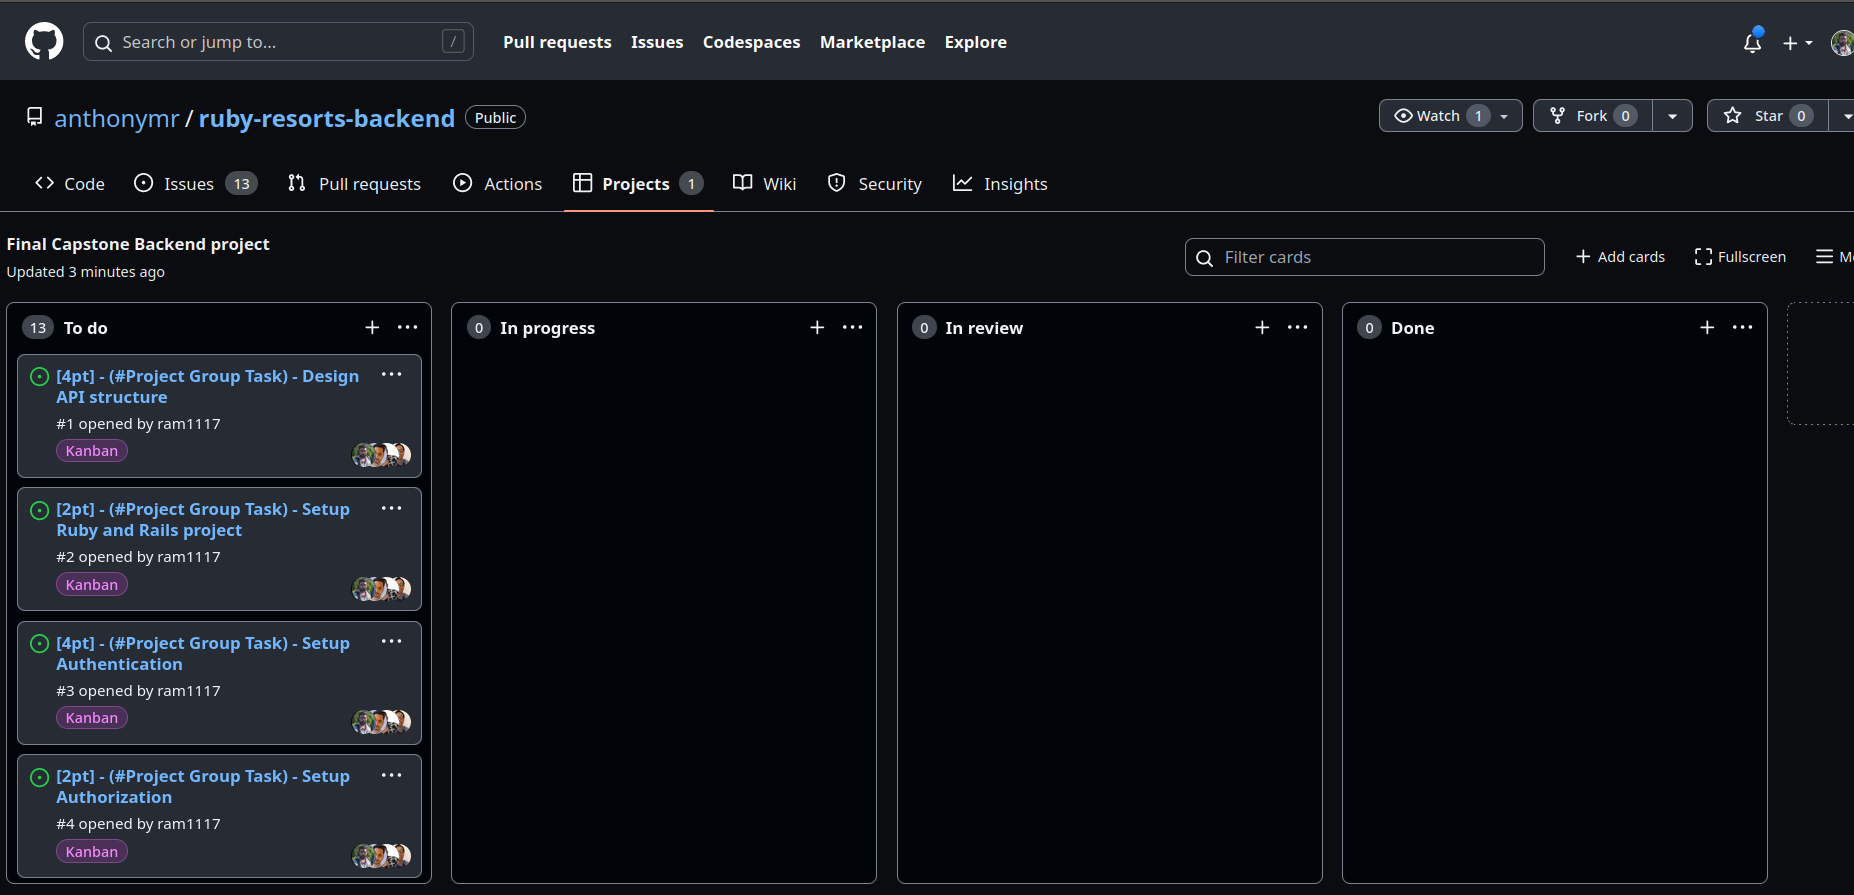 Search or jump to... /
Pull requests Issues Codespaces Marketplace Explore
anthonymr / ruby-resorts-backend Public
Watch 1 Fork 0 Star 0
Code Issues 13 Pull requests Actions Projects 1 Wiki Security Insights
Final Capstone Backend project
Updated 3 minutes ago
Filter cards
Add cards Fullscreen
13 To do
[4pt] - (#Project Group Task) - Design
API structure
#1 opened by ram1117
Kanban
[2pt] - (#Project Group Task) - Setup
Ruby and Rails project
#2 opened by ram1117
Kanban
[4pt] - (#Project Group Task) - Setup
Authentication
#3 opened by ram1117
Kanban
[2pt] - (#Project Group Task) - Setup
Authorization
#4 opened by ram1117
Kanban
0 In progress
0 In review
0 Done